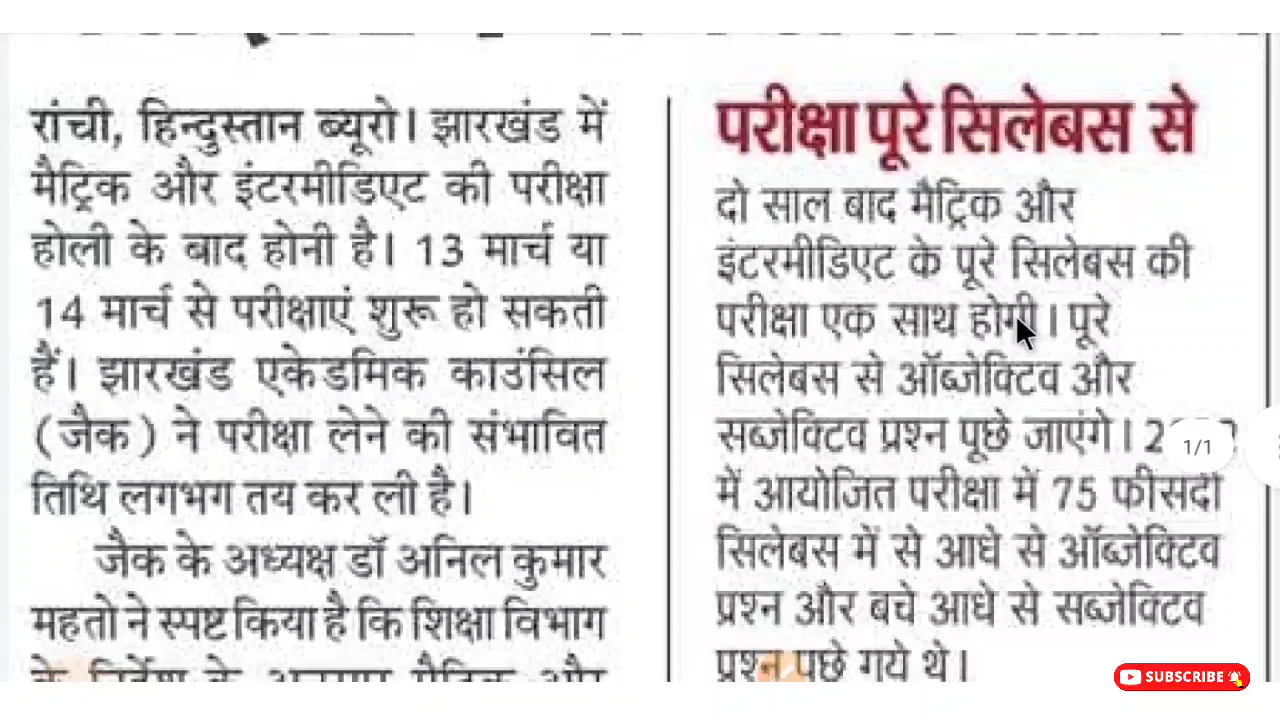 रांची, हिन्दुस्तान ब्यूरो। झारखंड में
मैट्रिक और इंटरमीडिएट की परीक्षा
होली के बाद होनी है। 13 मार्च या
14 मार्च से परीक्षाएं शुरू हो सकती
हैं। झारखंड एकेडमिक काउंसिल
(जैक) ने परीक्षा लेने की संभावित
तिथि लगभग तय कर ली है।
जैक के अध्यक्ष डॉ अनिल कुमार
महतो ने स्पष्ट किया है कि शिक्षा विभाग
परीक्षा पूरे सिलेबस से
दो साल बाद मैट्रिक और
इंटरमीडिएट के पूरे सिलेबस की
परीक्षा एक साथ होगी। पूरे
सिलेबस से ऑब्जेक्टिव और
सब्जेक्टिव प्रश्न पूछे जाएंगे।
में आयोजित परीक्षा में 75 फीसदी
सिलेबस में से आधे से ऑब्जेक्टिव
प्रश्न और बचे आधे से सब्जेक्टिव
प्रश्न पूछे गये थे।
1/1
SUBSCRIBE